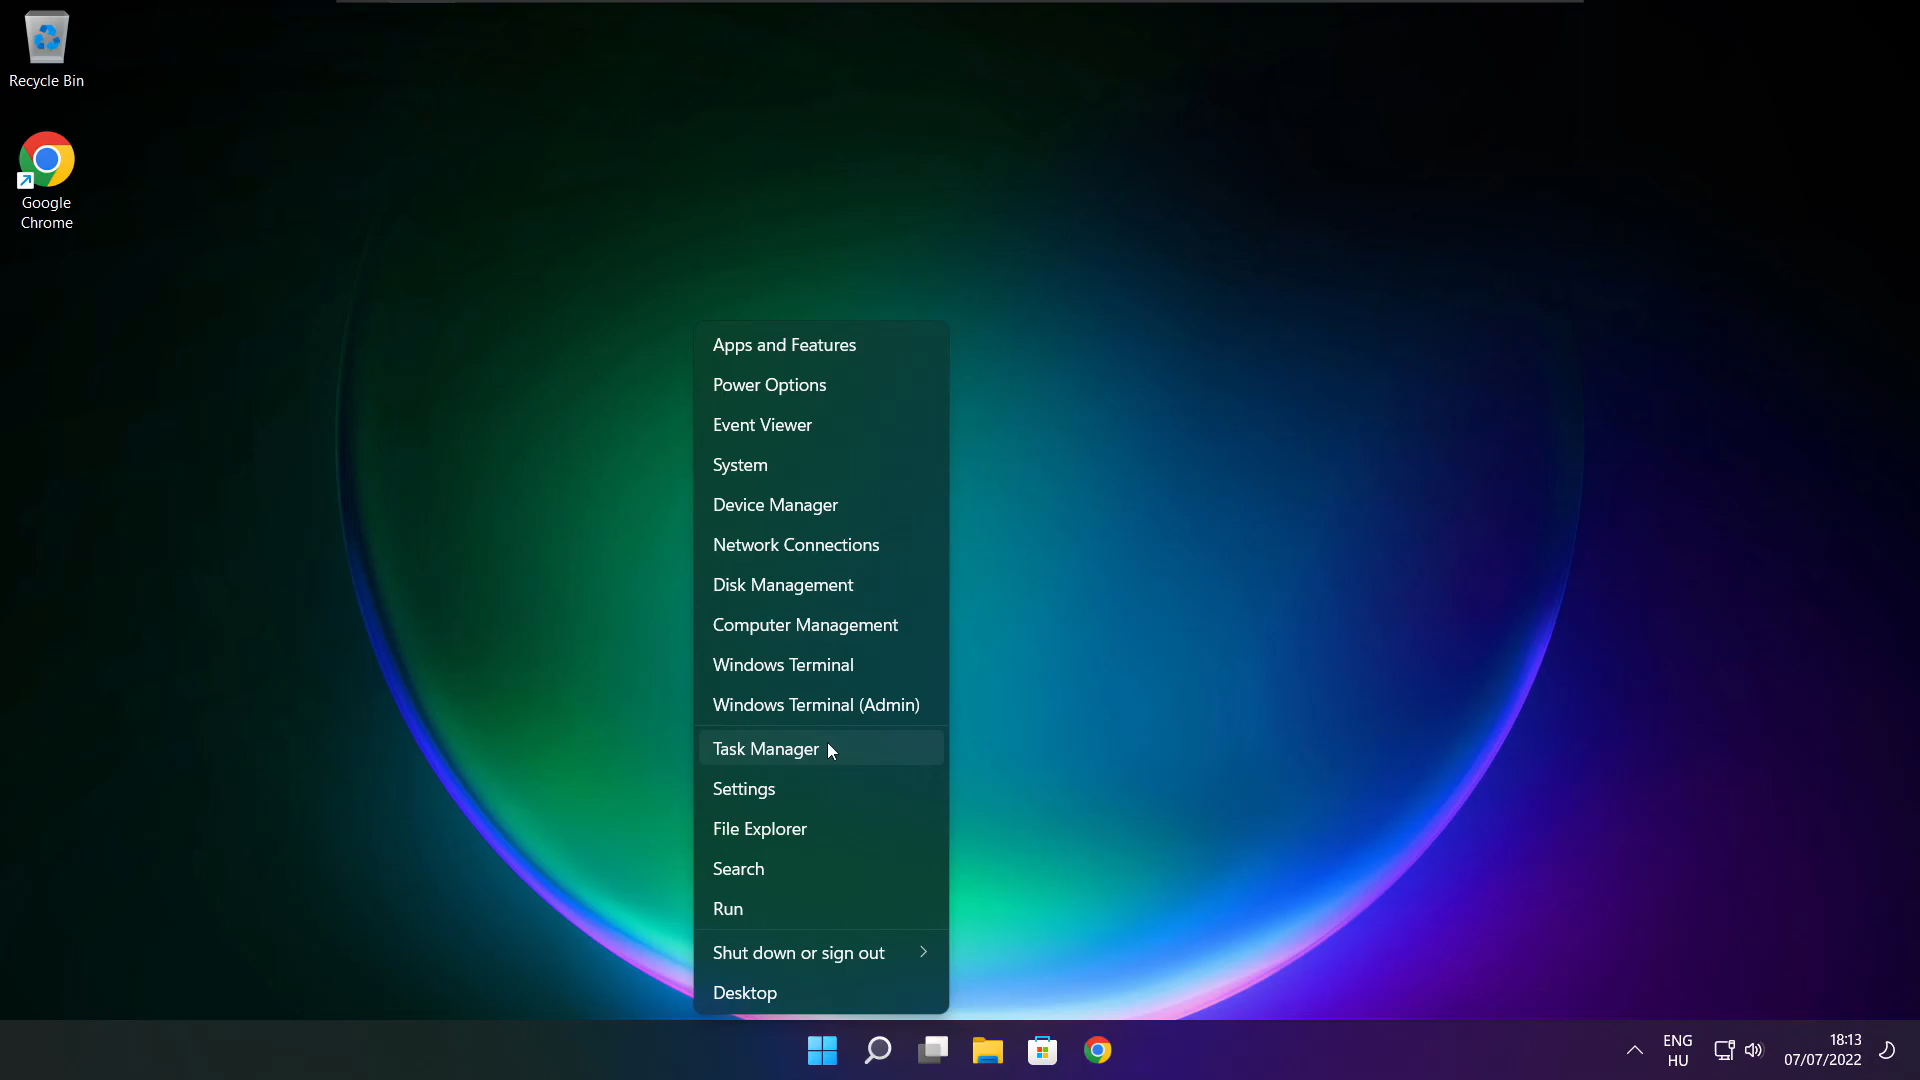 Recycle Bin
Google
Chrome
Apps and Features
Power Options
Event Viewer
System
Device Manager
Network Connections
Disk Management
Computer Management
Windows Terminal
Windows Terminal (Admin)
Task Manager
Settings
File Explorer
Search
Run
Shut down or sign out
Desktop
ENG
HU
18:13
07/07/2022